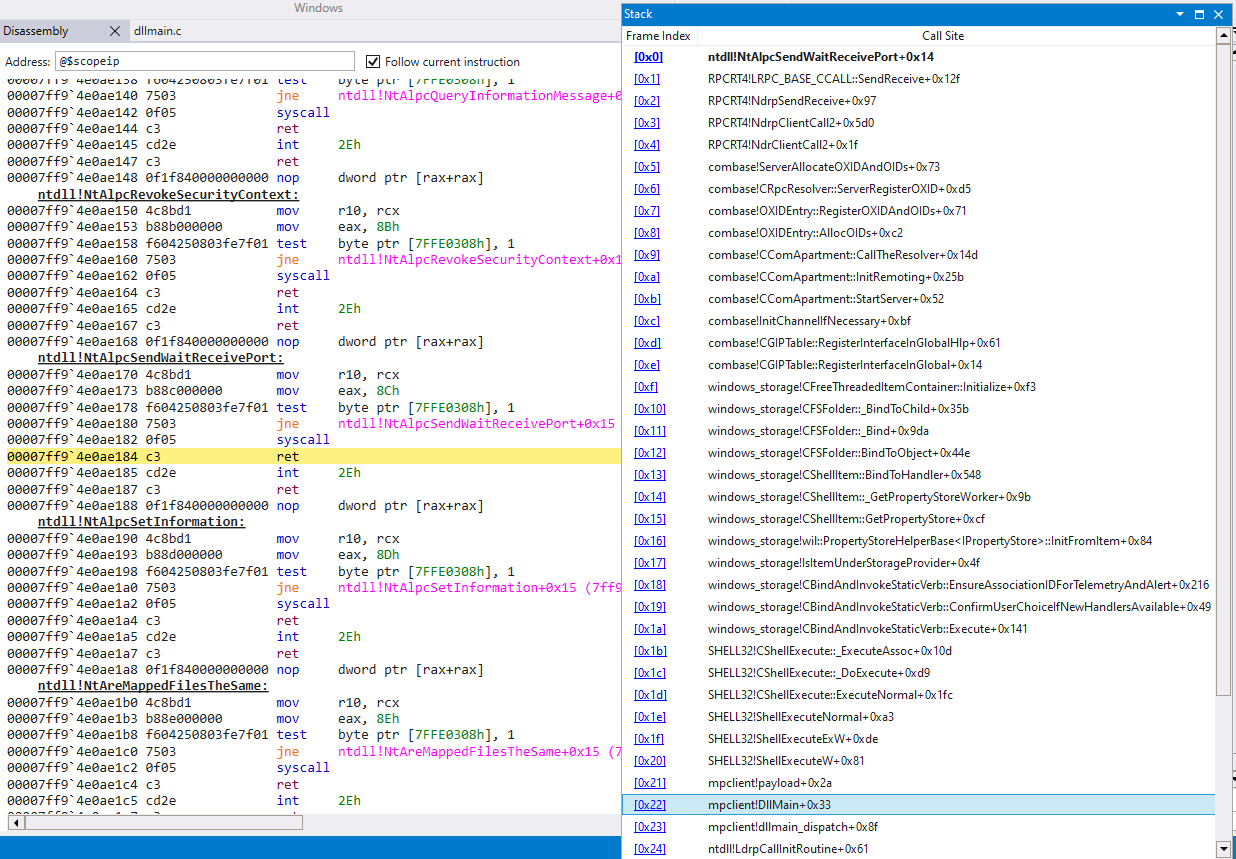 Windows
Disassembly
dllmain.c
Address: @$scopeip Follow current instruction
00007ff9`4e0ae138 f604250803fe7f01 test byte ptr [7FFE0308h], 1
00007ff9`4e0ae140 7503 jne ntdll!NtAlpcQueryInformationMessage+0
00007ff9`4e0ae142 0f05 syscall
00007ff9`4e0ae144 c3 ret
00007ff9`4e0ae145 cd2e int 2Eh
00007ff9`4e0ae147 c3 ret
00007ff9`4e0ae148 0f1f840000000000 nop dword ptr [rax+rax]
ntdll!NtAlpcRevokeSecurityContext:
00007ff9`4e0ae150 4c8bd1 mov r10, rcx
00007ff9`4e0ae153 b88b000000 mov eax, 8Bh
00007ff9`4e0ae158 f604250803fe7f01 test byte ptr [7FFE0308h], 1
00007ff9`4e0ae160 7503 jne ntdll!NtAlpcRevokeSecurityContext+0x1
00007ff9`4e0ae162 0f05 syscall
00007ff9`4e0ae164 c3 ret
00007ff9`4e0ae165 cd2e int 2Eh
00007ff9`4e0ae167 c3 ret
00007ff9`4e0ae168 0f1f840000000000 nop dword ptr [rax+rax]
ntdll!NtAlpcSendWaitReceivePort:
00007ff9`4e0ae170 4c8bd1 mov r10, rcx
00007ff9`4e0ae173 b88c000000 mov eax, 8Ch
00007ff9`4e0ae178 f604250803fe7f01 test byte ptr [7FFE0308h], 1
00007ff9`4e0ae180 7503 jne ntdll!NtAlpcSendWaitReceivePort+0x15
00007ff9`4e0ae182 0f05 syscall
00007ff9`4e0ae184 c3 ret
00007ff9`4e0ae185 cd2e int 2Eh
00007ff9`4e0ae187 c3 ret
00007ff9`4e0ae188 0f1f840000000000 nop dword ptr [rax+rax]
ntdll!NtAlpcSetInformation:
00007ff9`4e0ae190 4c8bd1 mov r10, rcx
00007ff9`4e0ae193 b88d000000 mov eax, 8Dh
00007ff9`4e0ae198 f604250803fe7f01 test byte ptr [7FFE0308h], 1
00007ff9`4e0ae1a0 7503 jne ntdll!NtAlpcSetInformation+0x15 (7ff9
00007ff9`4e0ae1a2 0f05 syscall
00007ff9`4e0ae1a4 c3 ret
00007ff9`4e0ae1a5 cd2e int 2Eh
00007ff9`4e0ae1a7 c3 ret
00007ff9`4e0ae1a8 0f1f840000000000 nop dword ptr [rax+rax]
ntdll!NtAreMappedFilesTheSame:
00007ff9`4e0ae1b0 4c8bd1 mov r10, rcx
00007ff9`4e0ae1b3 b88e000000 mov eax, 8Eh
00007ff9`4e0ae1b8 f604250803fe7f01 test byte ptr [7FFE0308h], 1
00007ff9`4e0ae1c0 7503 jne ntdll!NtAreMappedFilesTheSame+0x15 (7
00007ff9`4e0ae1c2 0f05 syscall
00007ff9`4e0ae1c4 c3 ret
00007ff9`4e0ae1c5 cd2e int 2Eh
Stack
Frame Index Call Site
[0x0] ntdll!NtAlpcSendWaitReceivePort+0x14
[0x1] RPCRT4!LRPC_BASE_CCALL::SendReceive+0x12f
[0x2] RPCRT4!NdrpSendReceive+0x97
[0x3] RPCRT4!NdrpClientCall2+0x5d0
[0x4] RPCRT4!NdrClientCall2+0x1f
[0x5] combase!ServerAllocateOXIDAndOIDs+0x73
[0x6] combase!CRpcResolver::ServerRegisterOXID+0xd5
[0x7] combase!OXIDEntry::RegisterOXIDAndOIDs+0x71
[0x8] combase!OXIDEntry::AllocOIDs+0xc2
[0x9] combase!CComApartment::CallTheResolver+0x14d
[0xa] combase!CComApartment::InitRemoting+0x25b
[0xb] combase!CComApartment::StartServer+0x52
[0xc] combase!InitChannelIfNecessary+0xbf
[0xd] combase!CGIPTable::RegisterInterfaceInGlobalHlp+0x61
[0xe] combase!CGIPTable::RegisterInterfaceInGlobal+0x14
[0xf] windows_storage!CFreeThreadedItemContainer::Initialize+0xf3
[0x10] windows_storage!CFSFolder::_BindToChild+0x35b
[0x11] windows_storage!CFSFolder::_Bind+0x9da
[0x12] windows_storage!CFSFolder::BindToObject+0x44e
[0x13] windows_storage!CShellItem::BindToHandler+0x548
[0x14] windows_storage!CShellItem::_GetPropertyStoreWorker+0x9b
[0x15] windows_storage!CShellItem::GetPropertyStore+0xcf
[0x16] windows_storage!wil::PropertyStoreHelperBase<IPropertyStore>::InitFromItem+0x84
[0x17] windows_storage!IsItemUnderStorageProvider+0x4f
[0x18] windows_storage!CBindAndInvokeStaticVerb::EnsureAssociationIDForTelemetryAndAlert+0x216
[0x19] windows_storage!CBindAndInvokeStaticVerb::ConfirmUserChoiceIfNewHandlersAvailable+0x49
[0x1a] windows_storage!CBindAndInvokeStaticVerb::Execute+0x141
[0x1b] SHELL32!CShellExecute::_ExecuteAssoc+0x10d
[0x1c] SHELL32!CShellExecute::_DoExecute+0xd9
[0x1d] SHELL32!CShellExecute::ExecuteNormal+0x1fc
[0x1e] SHELL32!ShellExecuteNormal+0xa3
[0x1f] SHELL32!ShellExecuteExW+0xde
[0x20] SHELL32!ShellExecuteW+0x81
[0x21] mpclient!payload+0x2a
[0x22] mpclient!DllMain+0x33
[0x23] mpclient!dllmain_dispatch+0x8f
[0x24] ntdll!LdrpCallInitRoutine+0x61